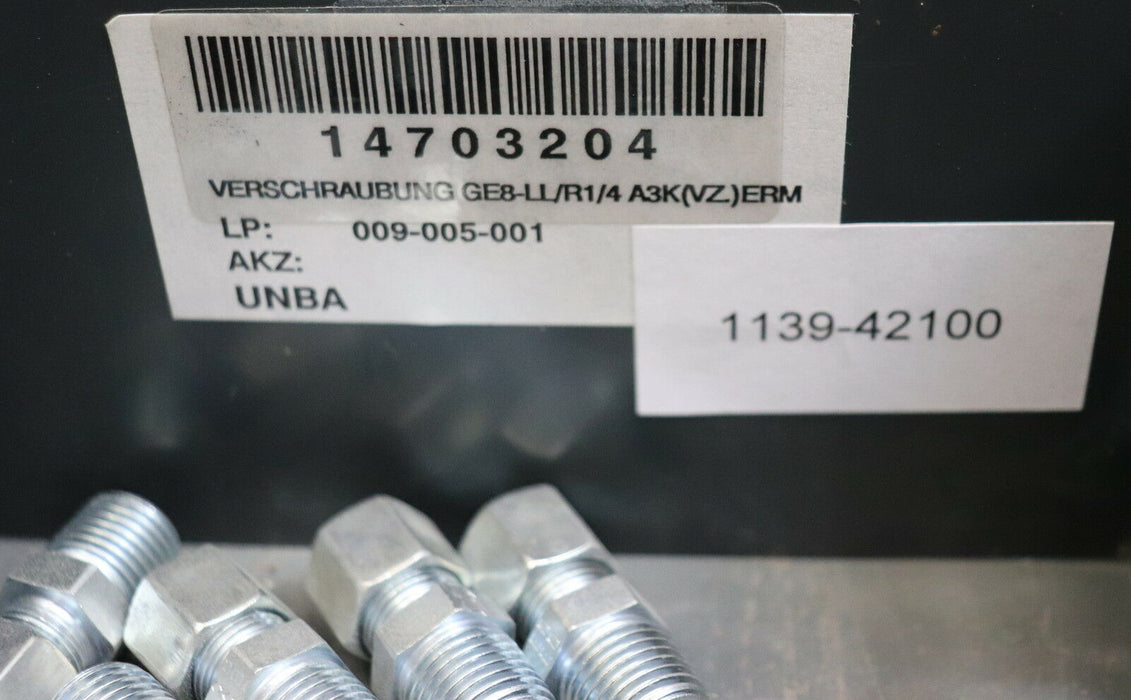 14703204
VERSCHRAUBUNG GE8-LL/R1/4 A3K(VZ.)ERM
LP: 009-005-001
AKZ:
UNBA
1139-42100